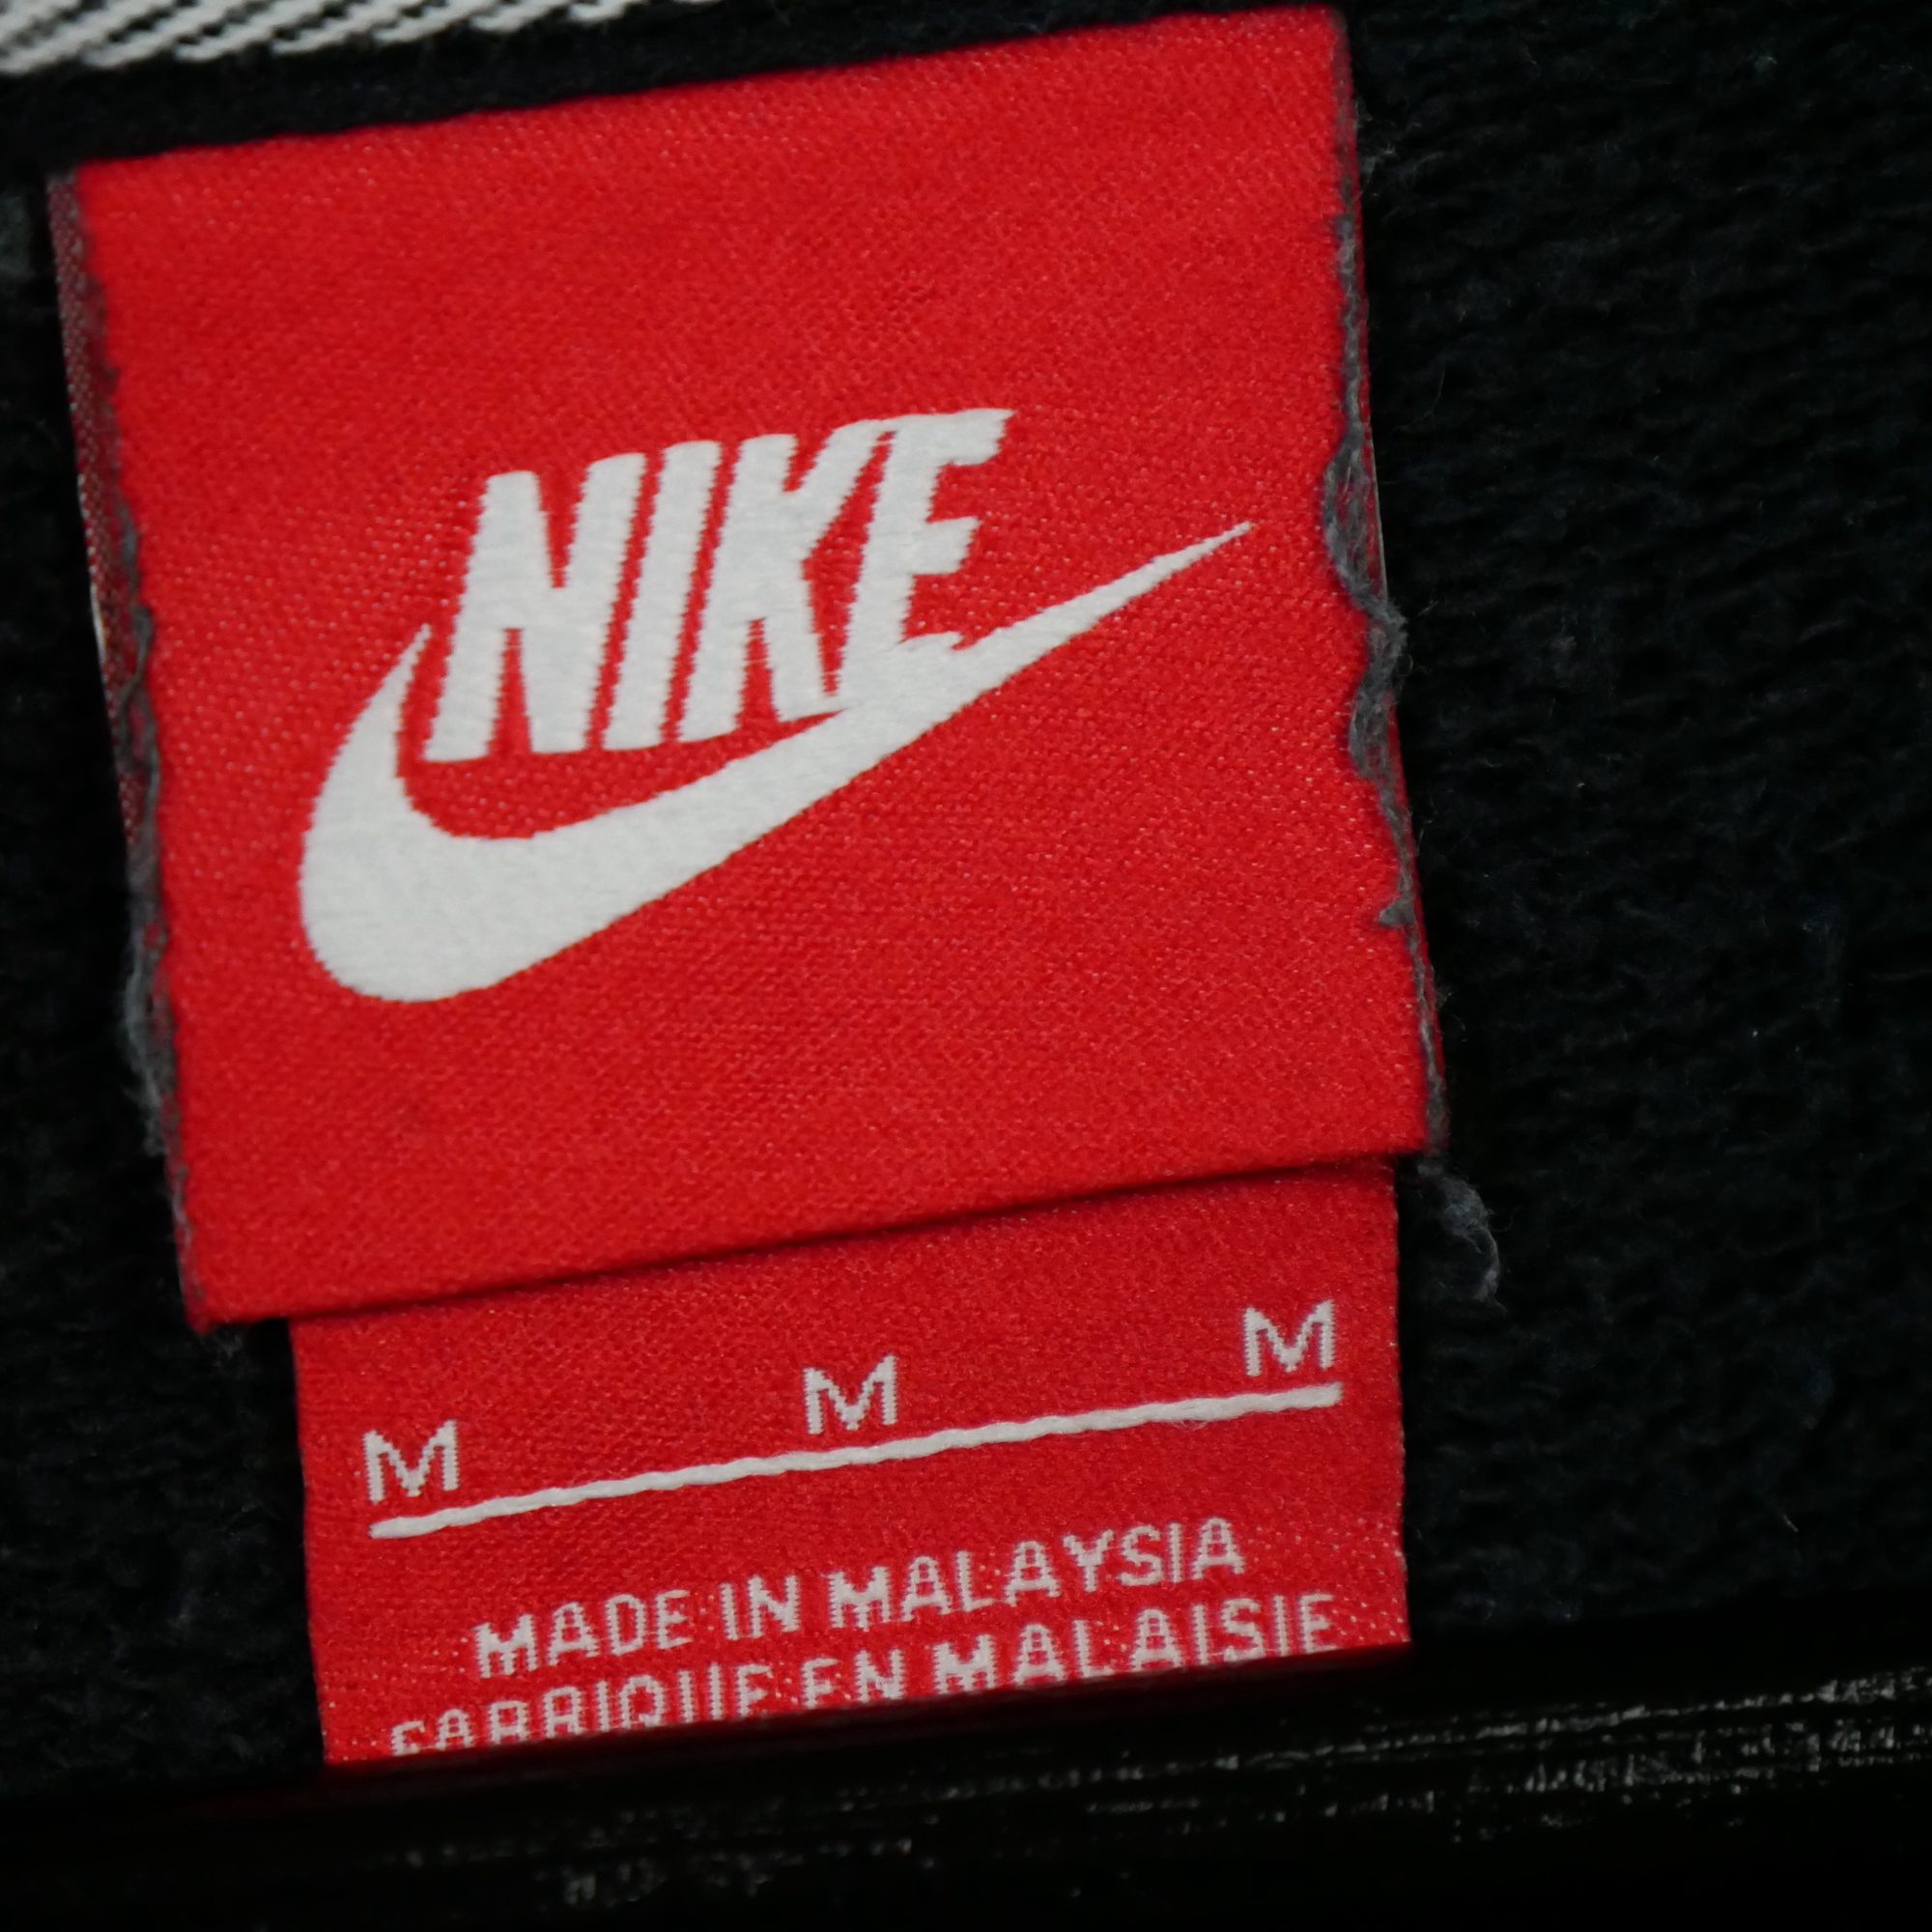 NIKE
M M M
MADE IN MALAYSIA
FABRIQUE EN MALAISIE